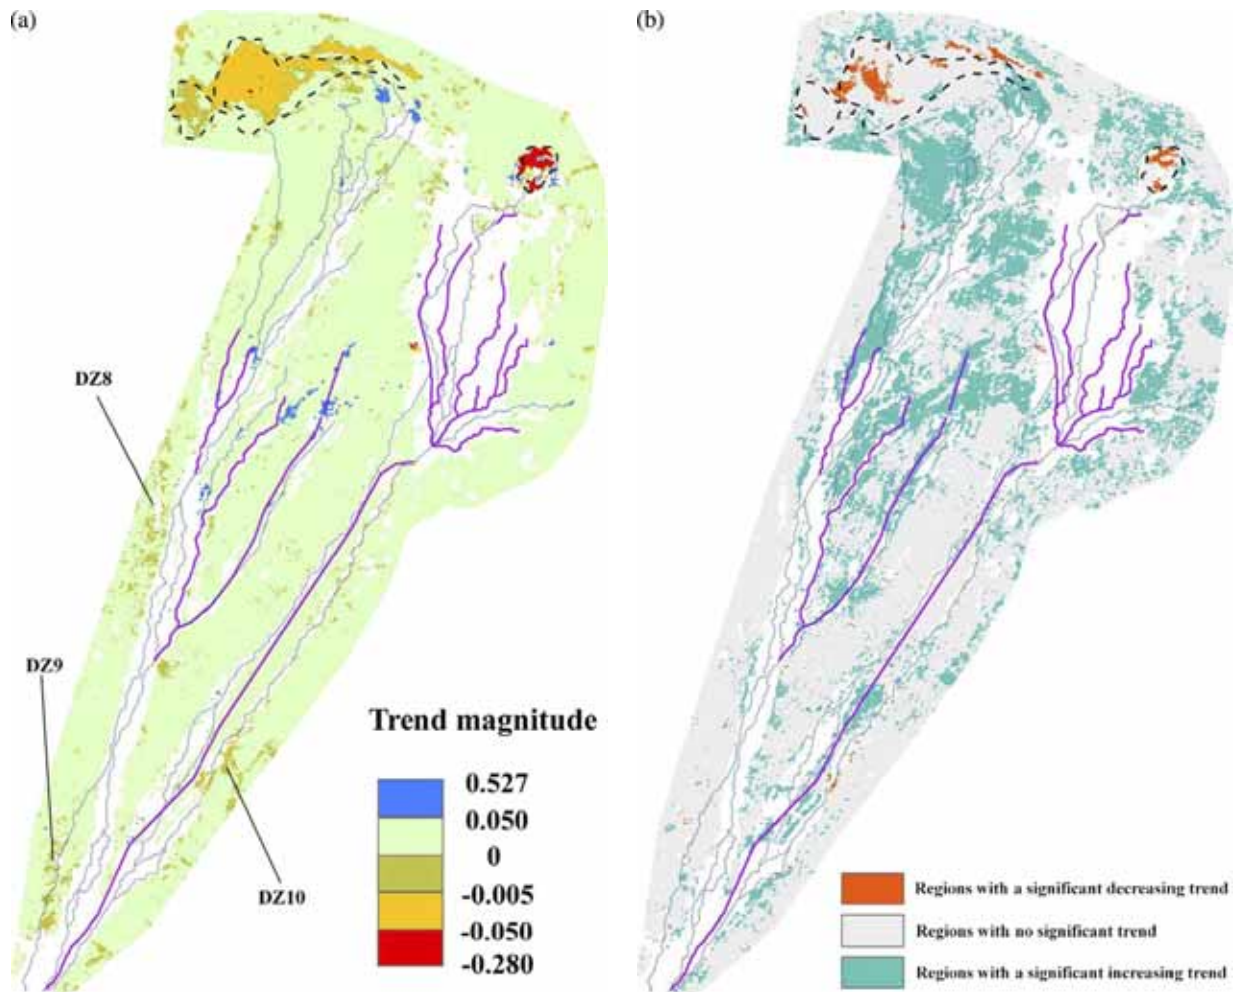 (a)
(b)
DZ8
DZ9
DZ10
Trend magnitude
0.527
0.050
0
-0.005
-0.050
-0.280
Regions with a significant decreasing trend
Regions with no significant trend
Regions with a significant increasing trend